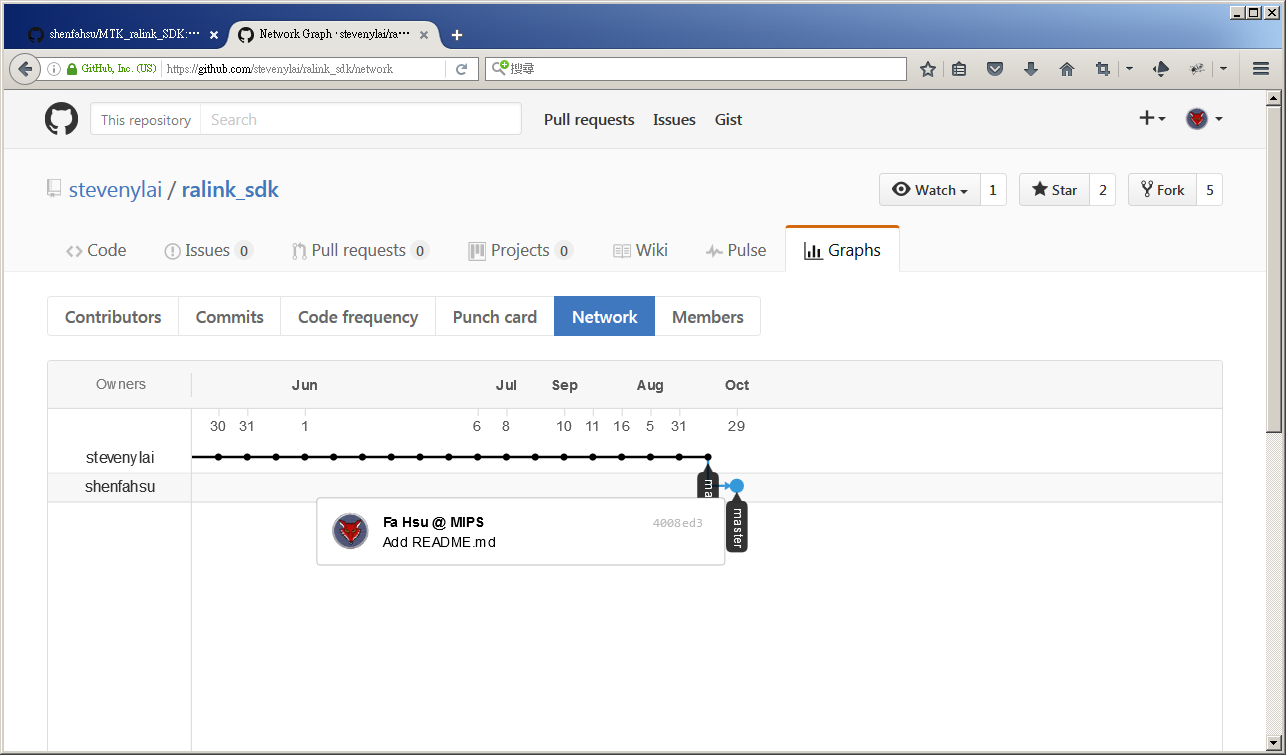 shenfahsu/MTK_ralink_SDK:···
Network Graph · stevenylai/ra···
GitHub, Inc. (US)
https://github.com/stevenylai/ralink_sdk/network
搜尋
This repository
Search
Pull requests
Issues
Gist
stevenylai / ralink_sdk
Watch 1
Star 2
Fork 5
Code
Issues 0
Pull requests 0
Projects 0
Wiki
Pulse
Graphs
Contributors
Commits
Code frequency
Punch card
Network
Members
Owners
Jun Jul Sep Aug Oct
30 31 1 6 8 10 11 16 5 31 29
stevenylai
shenfahsu
ma
master
Fa Hsu @ MIPS
4008ed3
Add README.md